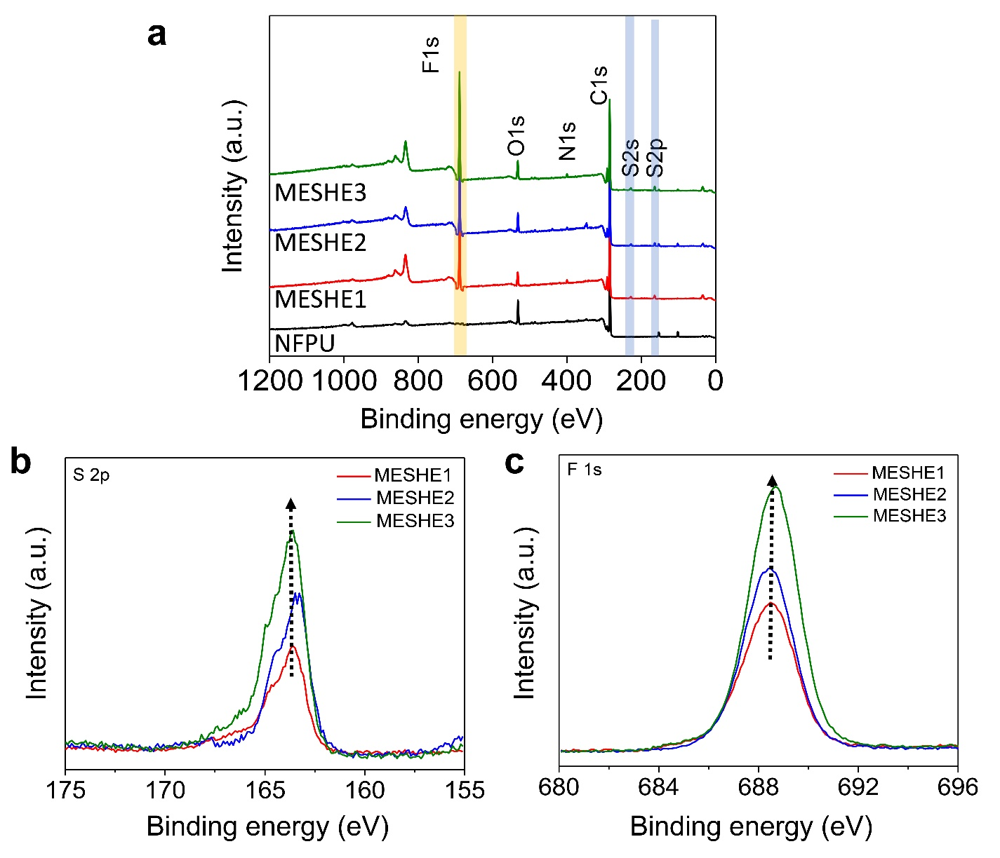 a
F1s
O1s
N1s
C1s
S2s
S2p
MESHE3
MESHE2
MESHE1
NFPU
Intensity (a.u.)
1200 1000 800 600 400 200 0
Binding energy (eV)
b
S 2p
MESHE1
MESHE2
MESHE3
Intensity (a.u.)
175 170 165 160 155
Binding energy (eV)
c
F 1s
MESHE1
MESHE2
MESHE3
Intensity (a.u.)
680 684 688 692 696
Binding energy (eV)